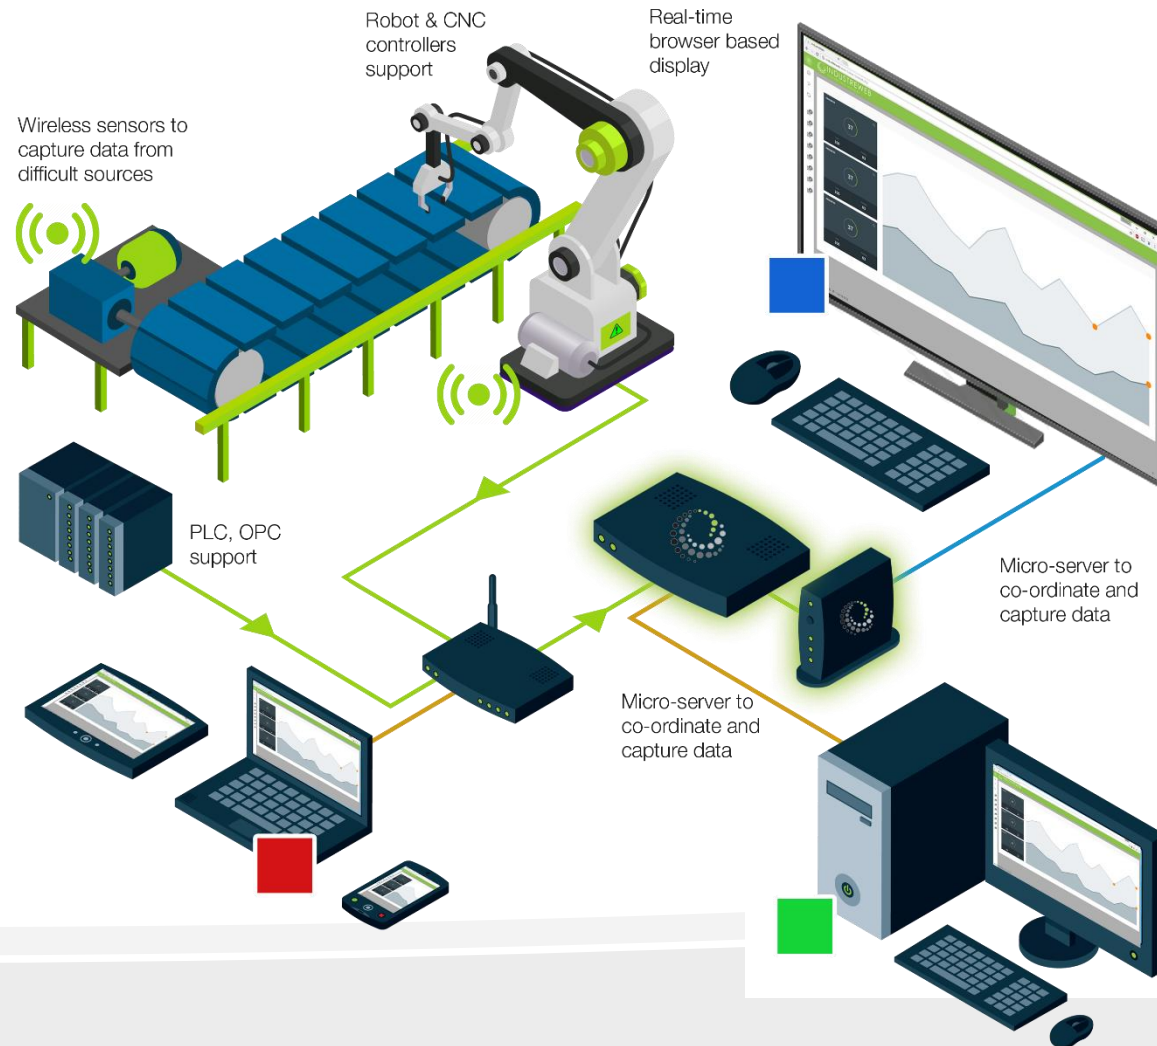 Robot & CNC
controllers
support
Real-time
browser based
display
Wireless sensors to
capture data from
difficult sources
INDUSTREWEB
PLC, OPC
support
Micro-server to
co-ordinate and
capture data
Micro-server to
co-ordinate and
capture data